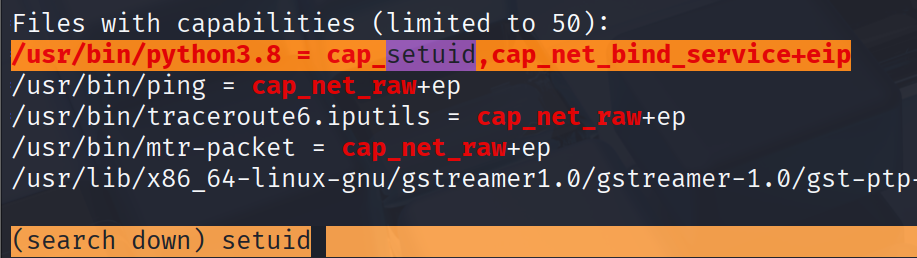 Files with capabilities (limited to 50):
/usr/bin/python3.8 = cap_setuid,cap_net_bind_service+eip
/usr/bin/ping = cap_net_raw+ep
/usr/bin/traceroute6.iputils = cap_net_raw+ep
/usr/bin/mtr-packet = cap_net_raw+ep
/usr/lib/x86_64-linux-gnu/gstreamer1.0/gstreamer-1.0/gst-ptp-
(search down) setuid